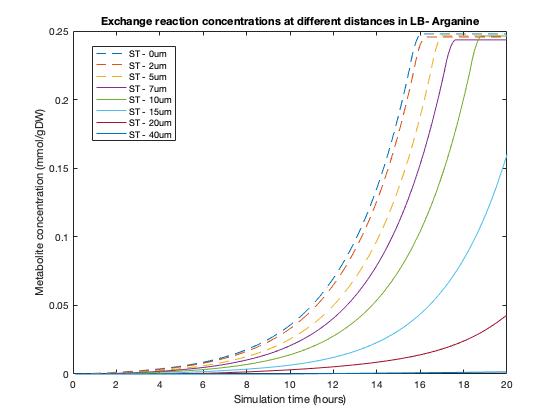 Exchange reaction concentrations at different distances in LB- Arganine
Metabolite concentration (mmol/gDW)
0.25
0.2
0.15
0.1
0.05
0
ST - 0um
ST - 2um
ST - 5um
ST - 7um
ST - 10um
ST - 15um
ST - 20um
ST - 40um
0 2 4 6 8 10 12 14 16 18 20
Simulation time (hours)